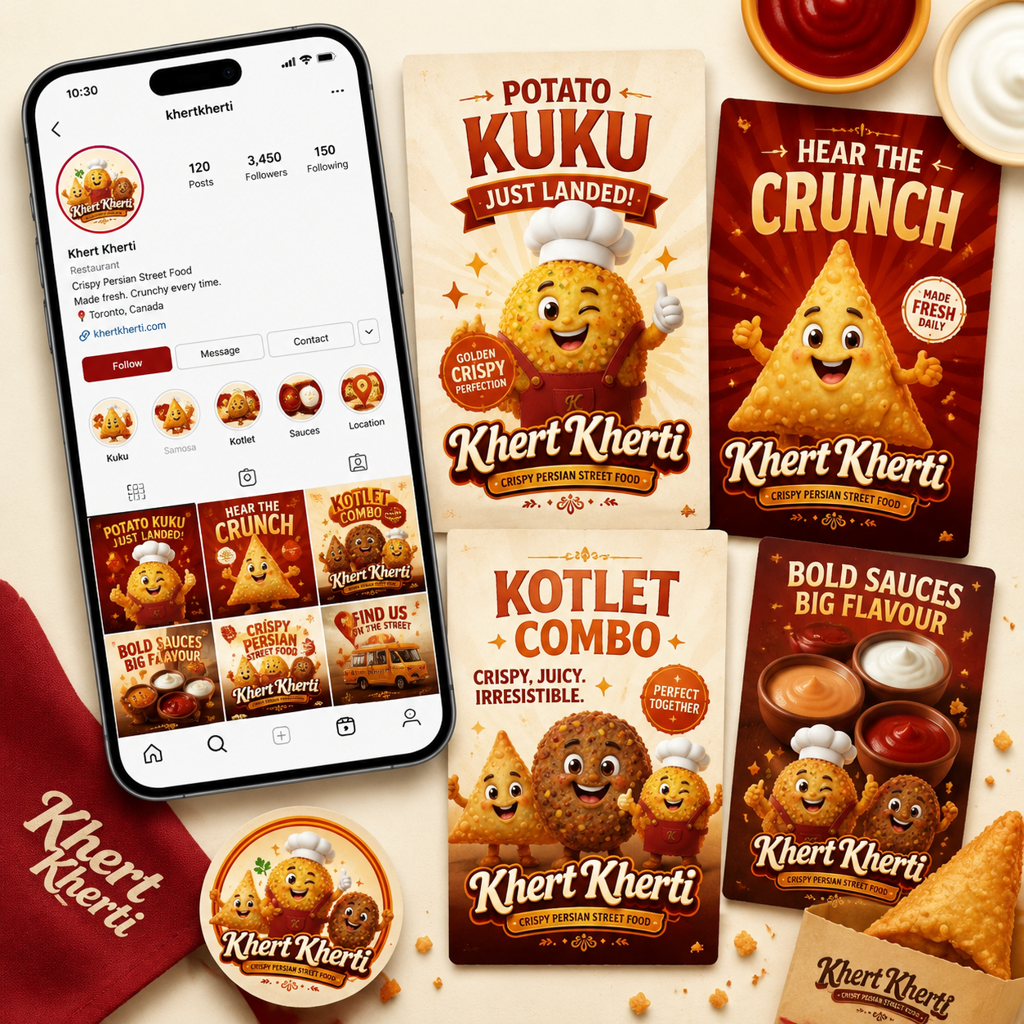 10:30
khertkherti
120
Posts
3,450
Followers
150
Following
Khert Kherti
Restaurant
Crispy Persian Street Food
Made fresh. Crunchy every time.
Toronto, Canada
khertkherti.com
Follow
Message
Contact
Kuku
Samosa
Kotlet
Sauces
Location
POTATO KUKU
JUST LANDED!
HEAR THE
CRUNCH
KOTLET
COMBO
Khert Kherti
BOLD SAUCES
BIG FLAVOUR
CRISPY
PERSIAN
STREET FOOD
Khert Kherti
FIND US
ON THE STREET
POTATO
KUKU
JUST LANDED!
GOLDEN
CRISPY
PERFECTION
K
Khert Kherti
CRISPY PERSIAN STREET FOOD
HEAR THE
CRUNCH
MADE
FRESH
DAILY
Khert Kherti
CRISPY PERSIAN STREET FOOD
KOTLET
COMBO
CRISPY, JUICY.
IRRESISTIBLE.
PERFECT
TOGETHER
K
Khert Kherti
CRISPY PERSIAN STREET FOOD
BOLD SAUCES
BIG FLAVOUR
Khert Kherti
CRISPY PERSIAN STREET FOOD
Khert
Kherti
Khert Kherti
CRISPY PERSIAN STREET FOOD
Khert Kherti
CRISPY PERSIAN STREET FOOD